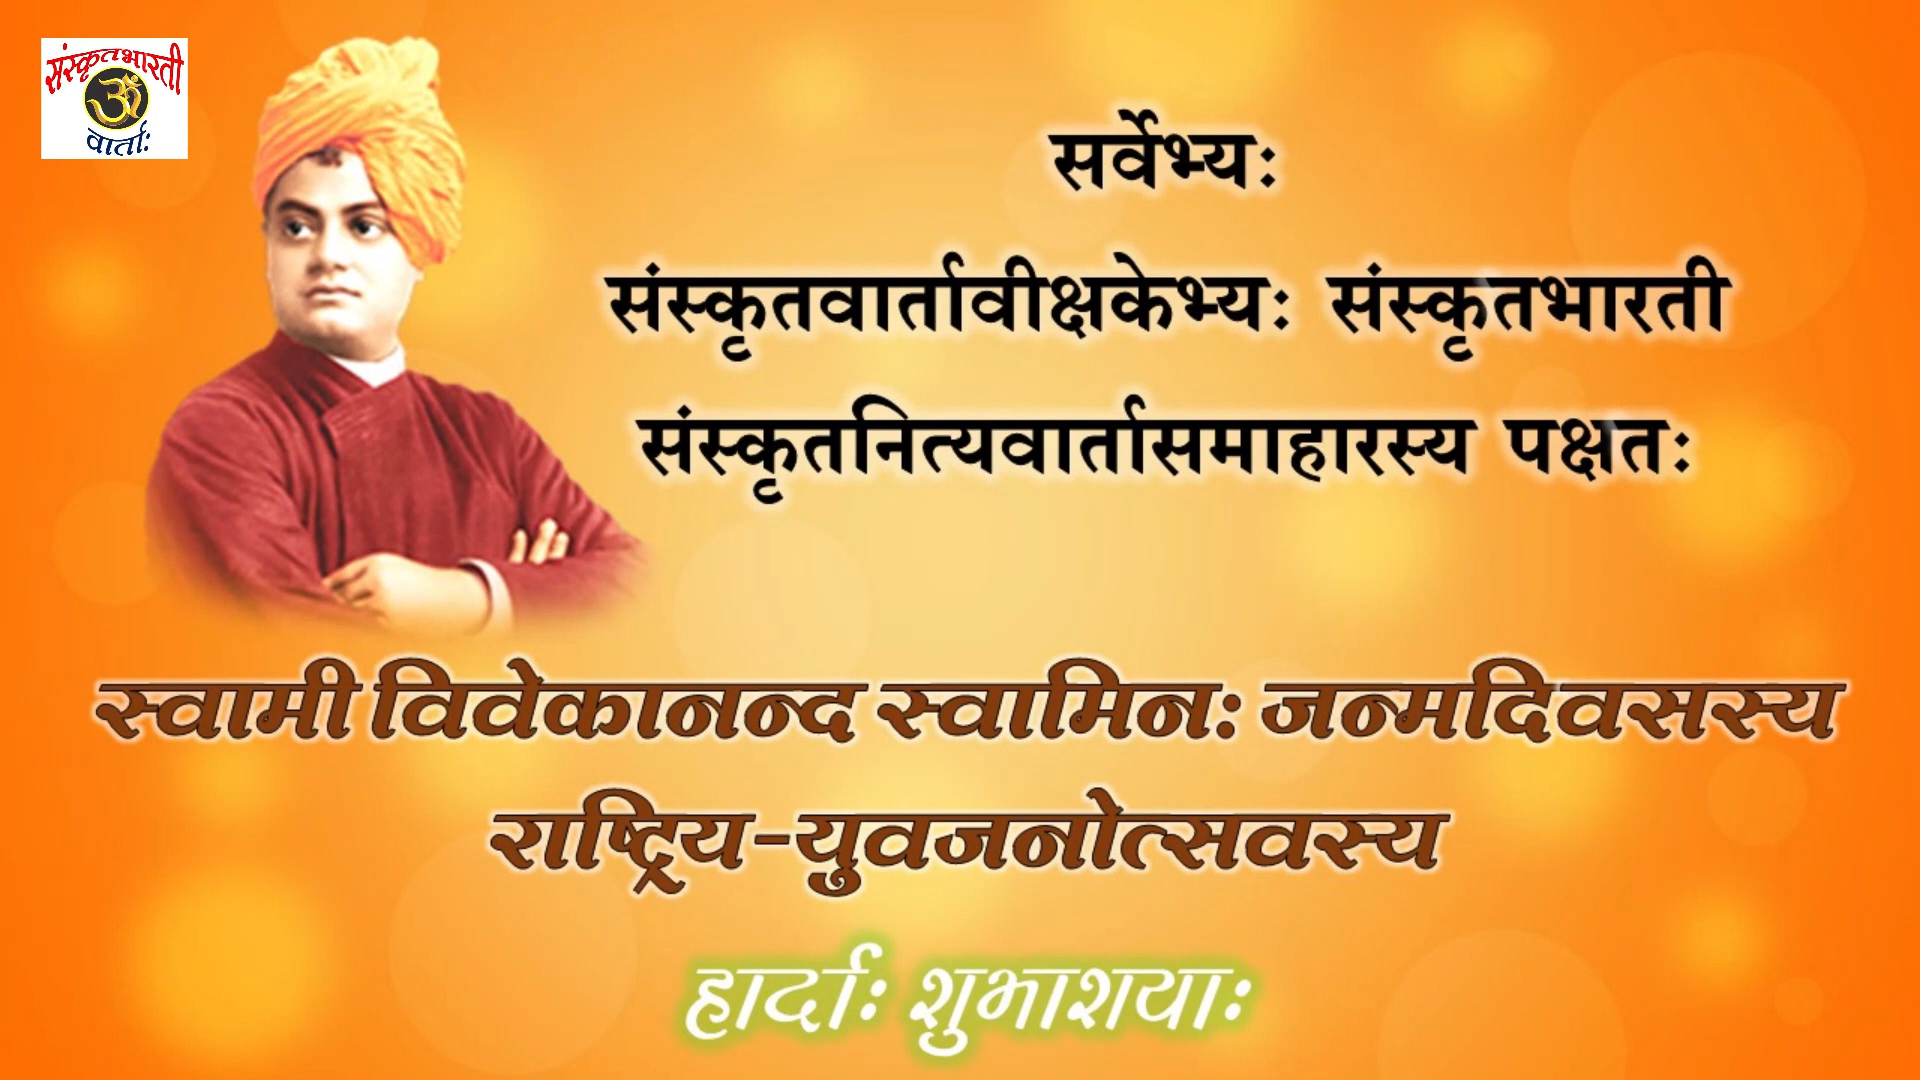 संस्कृतभारती
ॐ
वार्ताः
सर्वेभ्यः
संस्कृतवार्तावीक्षकेभ्यः संस्कृतभारती
संस्कृतनित्यवार्तासमाहारस्य पक्षतः
स्वामी विवेकानन्द स्वामिनः जन्मदिवसस्य
राष्ट्रिय-युवजनोत्सवस्य
हार्दाः शुभाशयाः